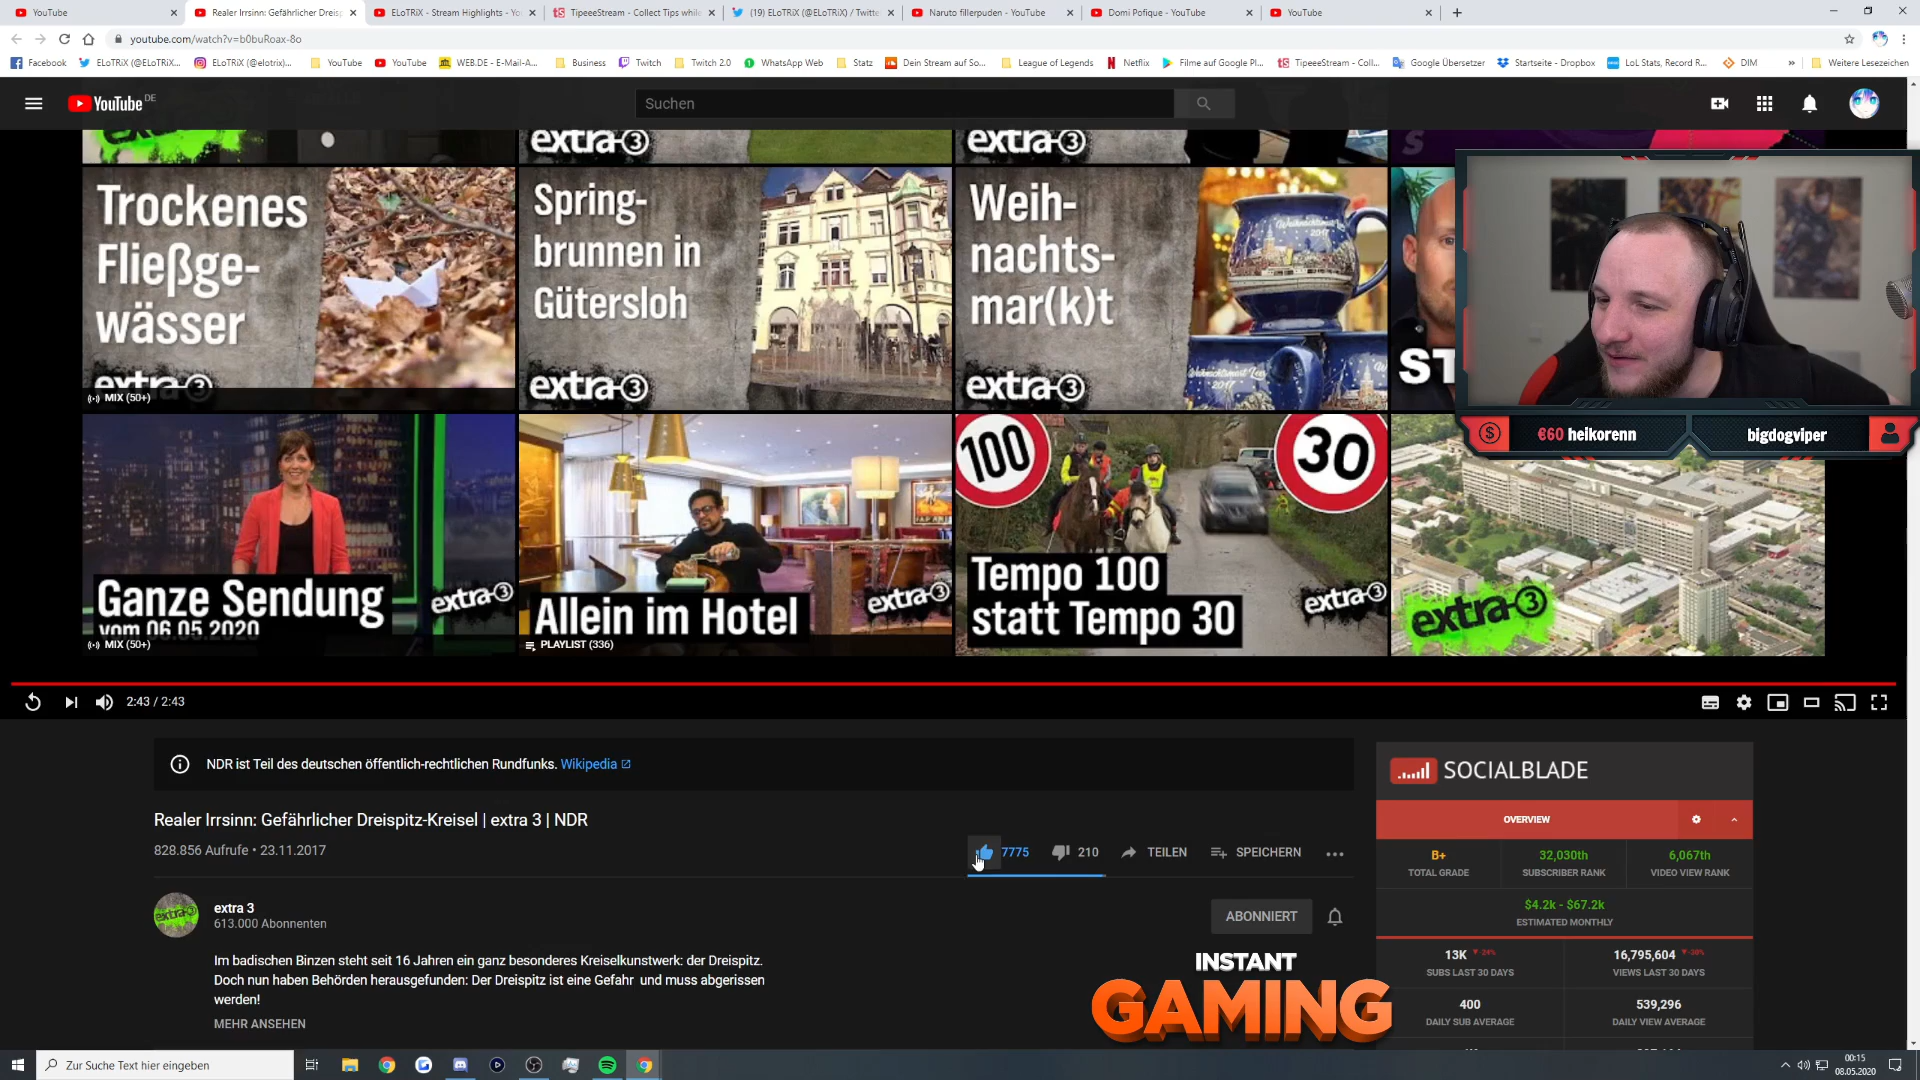 YouTube
Realer Irrsinn: Gefährlicher Dreis
ELoTRiX - Stream Highlights - Yo
TipeeeStream - Collect Tips while
(19) ELoTRiX (@ELoTRiX) / Twitte
Naruto fillerpuden - YouTube
Domi Pofique - YouTube
YouTube
youtube.com/watch?v=b0buRoax-8o
Facebook
ELoTRiX (@ELoTRiX...
ELoTRiX (@elotrix)...
YouTube
YouTube
WEB.DE - E-Mail-A...
Business
Twitch
Twitch 2.0
WhatsApp Web
Statz
Dein Stream auf So...
League of Legends
Netflix
Filme auf Google Pl...
TipeeeStream - Coll...
Google Übersetzer
Startseite - Dropbox
LoL Stats, Record R...
DIM
»
Weitere Lesezeichen
YouTube DE
Suchen
extra-3
extra-3
Trockenes
Fließge-
wässer
extra-3
MIX (50+)
Spring-
brunnen in
Gütersloh
extra-3
Weih-
nachts-
mar(k)t
extra-3
ST
€60 heikorenn
bigdogviper
Ganze Sendung
vom 06.05.2020
extra-3
MIX (50+)
Allein im Hotel
extra-3
PLAYLIST (336)
100
30
Tempo 100
statt Tempo 30
extra-3
extra-3
2:43 / 2:43
NDR ist Teil des deutschen öffentlich-rechtlichen Rundfunks. Wikipedia
Realer Irrsinn: Gefährlicher Dreispitz-Kreisel | extra 3 | NDR
828.856 Aufrufe • 23.11.2017
7775
210
TEILEN
SPEICHERN
extra 3
613.000 Abonnenten
ABONNIERT
Im badischen Binzen steht seit 16 Jahren ein ganz besonderes Kreiselkunstwerk: der Dreispitz.
Doch nun haben Behörden herausgefunden: Der Dreispitz ist eine Gefahr und muss abgerissen
werden!
MEHR ANSEHEN
INSTANT
GAMING
SOCIALBLADE
OVERVIEW
B+
TOTAL GRADE
32,030th
SUBSCRIBER RANK
6,067th
VIDEO VIEW RANK
$4.2k - $67.2k
ESTIMATED MONTHLY
13K
SUBS LAST 30 DAYS
16,795,604
VIEWS LAST 30 DAYS
400
DAILY SUB AVERAGE
539,296
DAILY VIEW AVERAGE
Zur Suche Text hier eingeben
00:15
08.05.2020